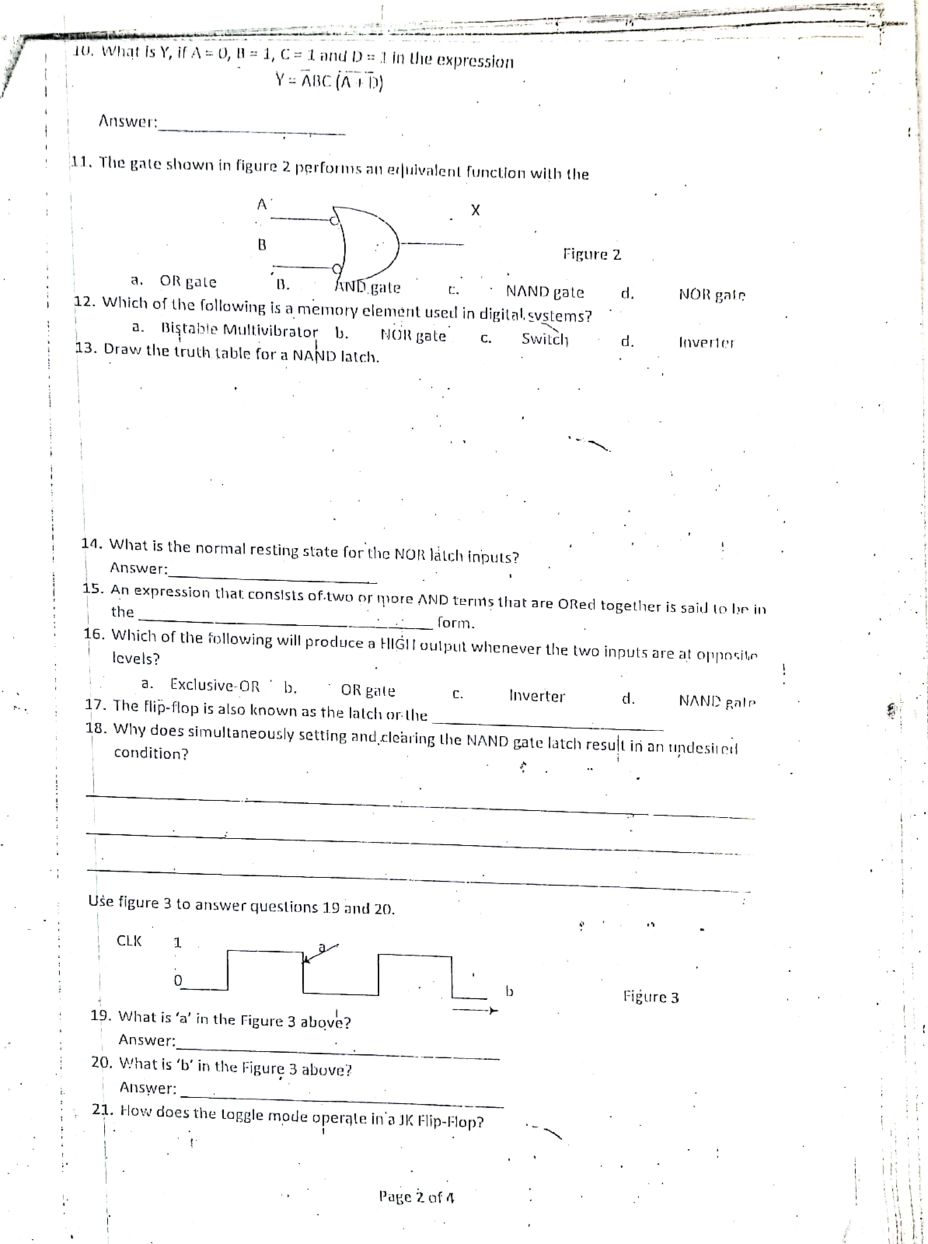 10. What is Y, if A = 0, B = 1, C = 1 and D = 1 in the expression
Y = A̅BC (A̅ ̅+̅ ̅D̅)
Answer:
11. The gate shown in figure 2 performs an equivalent function with the
A
X
B
Figure 2
a. OR gate B. AND gate c. NAND gate d. NOR gate
12. Which of the following is a memory element used in digital systems?
a. Bistable Multivibrator b. NOR gate c. Switch d. Inverter
13. Draw the truth table for a NAND latch.
14. What is the normal resting state for the NOR latch inputs?
Answer:
15. An expression that consists of two or more AND terms that are ORed together is said to be in
the ____________ form.
16. Which of the following will produce a HIGH output whenever the two inputs are at opposite
levels?
a. Exclusive-OR b. OR gate c. Inverter d. NAND gate
17. The flip-flop is also known as the latch or the
18. Why does simultaneously setting and clearing the NAND gate latch result in an undesired
condition?
Use figure 3 to answer questions 19 and 20.
CLK 1 a
0 b Figure 3
19. What is 'a' in the Figure 3 above?
Answer:
20. What is 'b' in the Figure 3 above?
Answer:
21. How does the toggle mode operate in a JK Flip-Flop?
Page 2 of 4